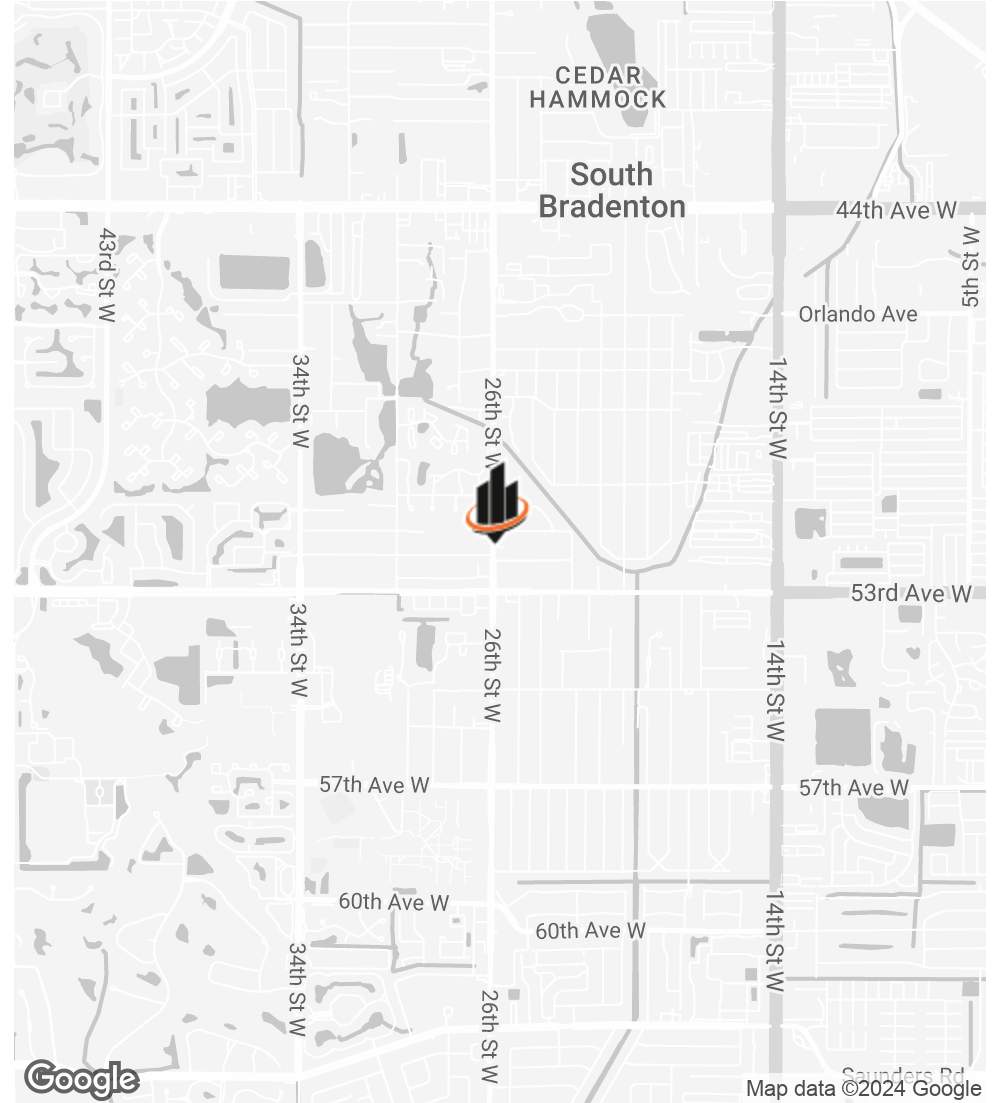 CEDAR
HAMMOCK
South
Bradenton
44th Ave W
43rd St W
5th St W
Orlando Ave
34th St W
14th St W
26th St W
53rd Ave W
34th St W
26th St W
14th St W
57th Ave W
57th Ave W
60th Ave W
60th Ave W
14th St W
34th St W
26th St W
Saunders Rd
Google
Map data ©2024 Google